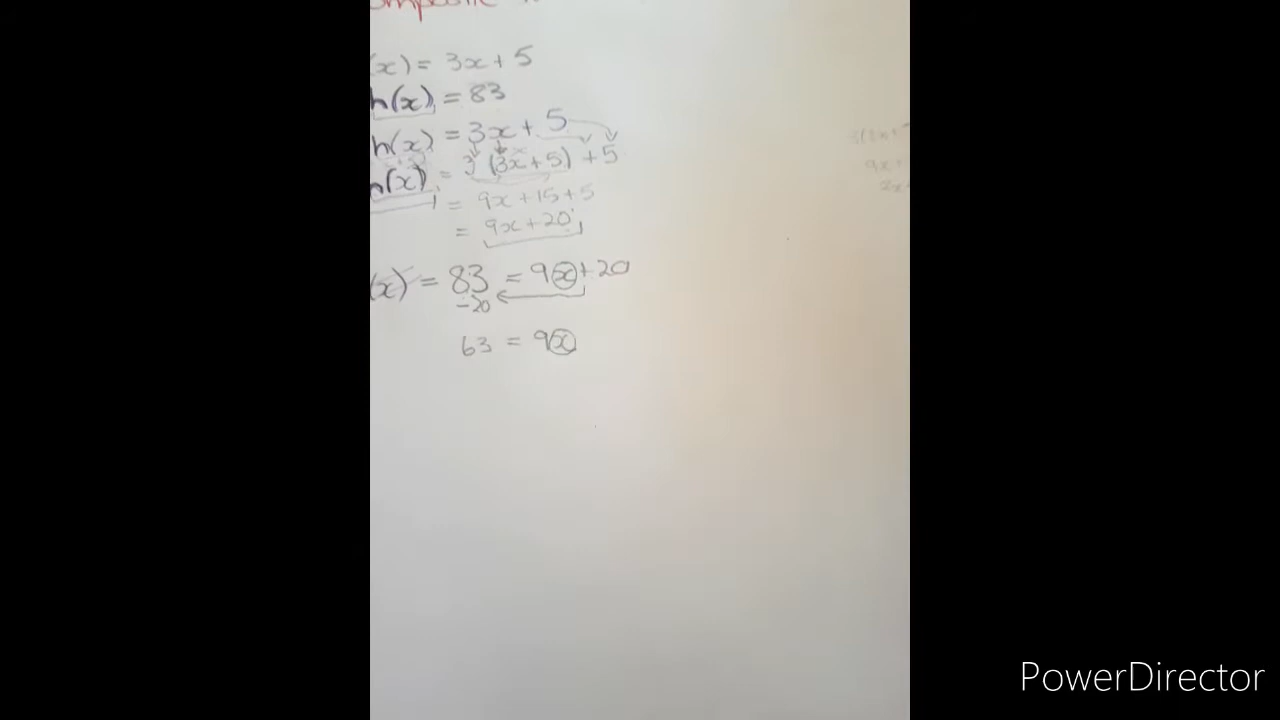 (x) = 3x + 5
h(x) = 83
h(x) = 3x + 5
h(x) = 3 (3x + 5) + 5
= 9x + 15 + 5
= 9x + 20
(x) = 83 = 9x + 20
-20
63 = 9x
PowerDirector